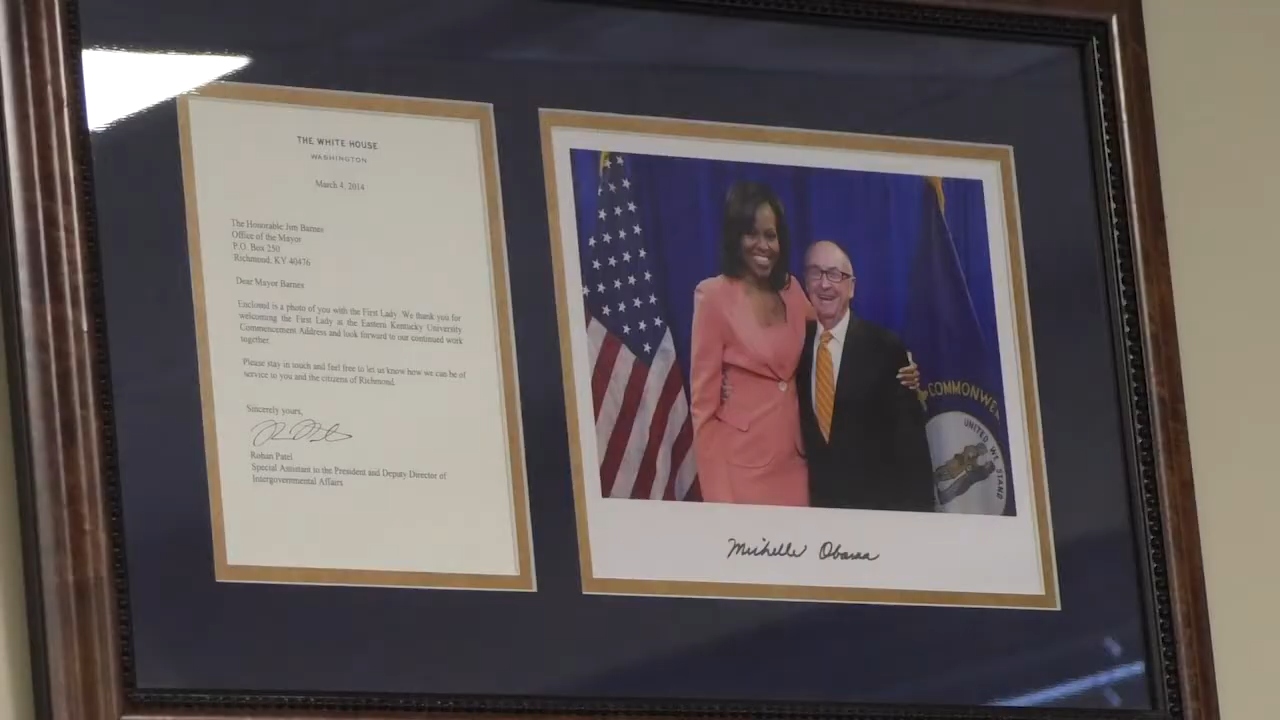 THE WHITE HOUSE
WASHINGTON
March 4, 2014
The Honorable Jim Barnes
Office of the Mayor
P.O. Box 250
Richmond, KY 40476
Dear Mayor Barnes
Enclosed is a photo of you with the First Lady. We thank you for
welcoming the First Lady at the Eastern Kentucky University
Commencement Address and look forward to our continued work
together.
Please stay in touch and feel free to let us know how we can be of
service to you and the citizens of Richmond.
Sincerely yours,
Rohan Patel
Special Assistant to the President and Deputy Director of
Intergovernmental Affairs
COMMONWE
UNITED WE STAND
Michelle Obama